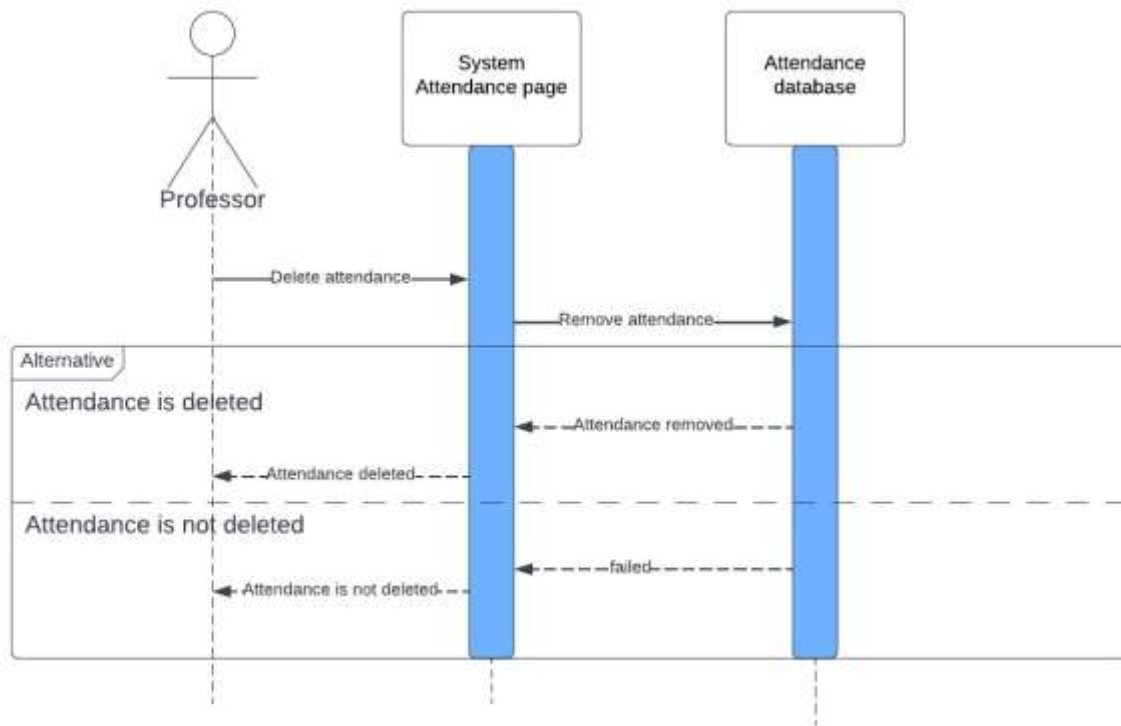 System
Attendance page
Attendance
database
Professor
Delete attendance
Remove attendance
Alternative
Attendance is deleted
Attendance removed
Attendance deleted
Attendance is not deleted
failed
Attendance is not deleted